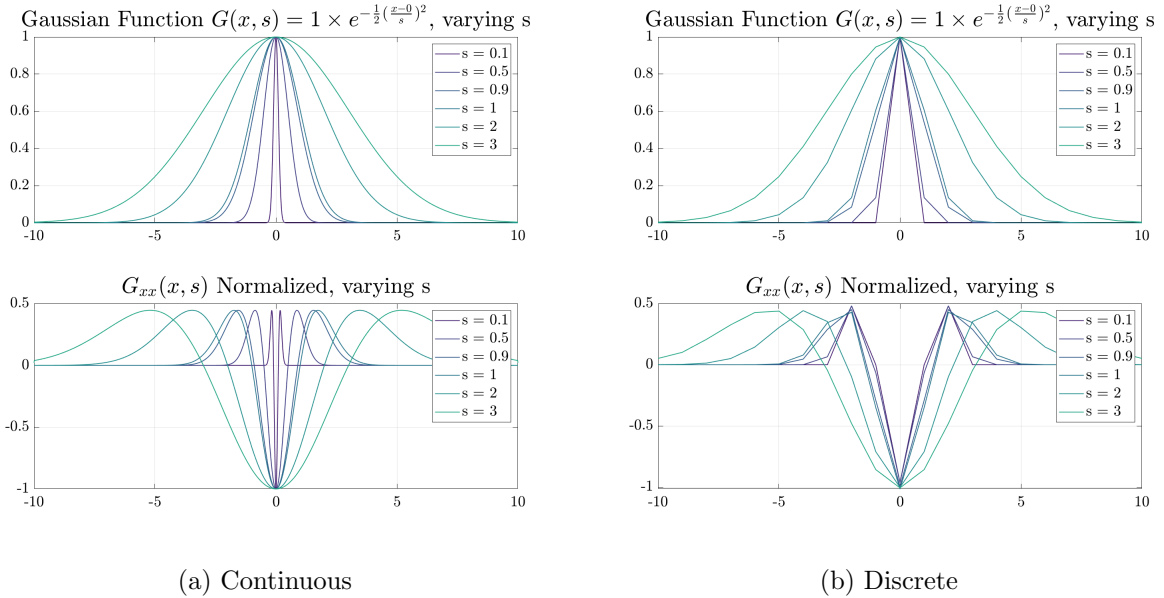 Gaussian Function $G(x, s) = 1 \times e^{-\frac{1}{2}(\frac{x-0}{s})^2}$, varying s
1
0.8
0.6
0.4
0.2
0
-10
-5
0
5
10
s = 0.1
s = 0.5
s = 0.9
s = 1
s = 2
s = 3
$G_{xx}(x, s)$ Normalized, varying s
0.5
0
-0.5
-1
-10
-5
0
5
10
s = 0.1
s = 0.5
s = 0.9
s = 1
s = 2
s = 3
(a) Continuous
Gaussian Function $G(x, s) = 1 \times e^{-\frac{1}{2}(\frac{x-0}{s})^2}$, varying s
1
0.8
0.6
0.4
0.2
0
-10
-5
0
5
10
s = 0.1
s = 0.5
s = 0.9
s = 1
s = 2
s = 3
$G_{xx}(x, s)$ Normalized, varying s
0.5
0
-0.5
-1
-10
-5
0
5
10
s = 0.1
s = 0.5
s = 0.9
s = 1
s = 2
s = 3
(b) Discrete